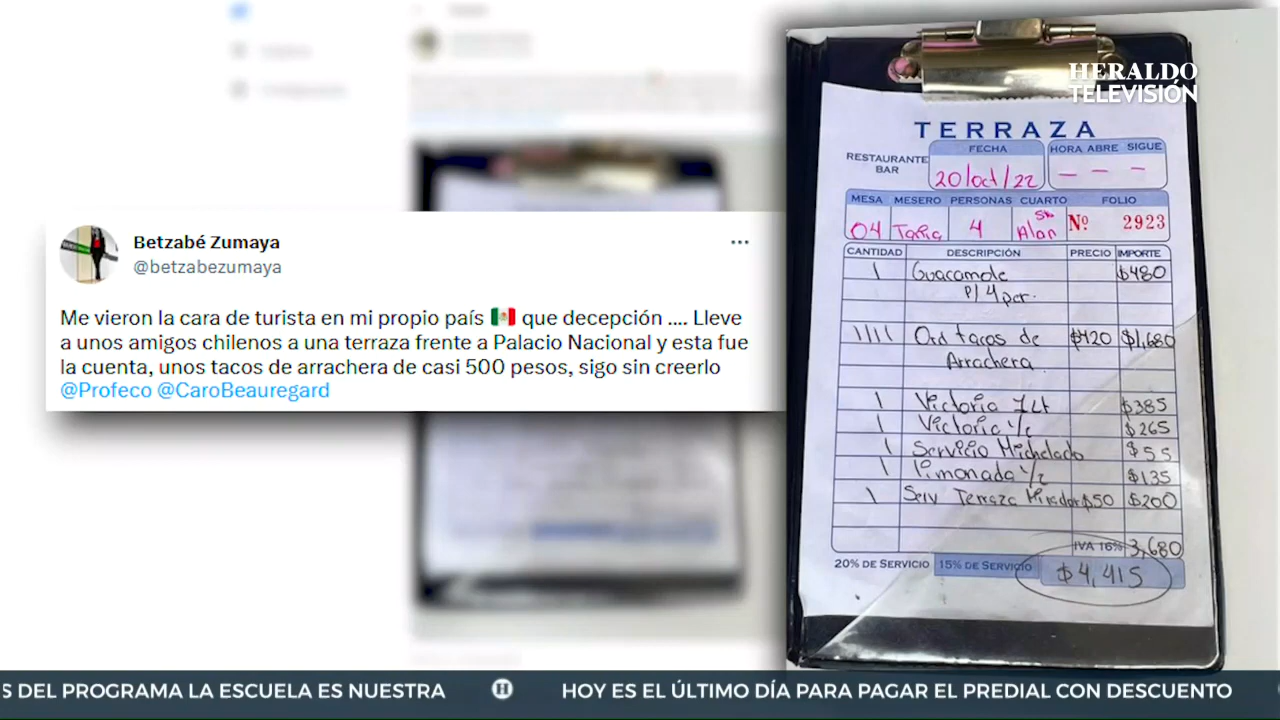 HERALDO
TELEVISIÓN
Betzabé Zumaya
@betzabezumaya
Me vieron la cara de turista en mi propio país 🇲🇽 que decepción .... Lleve
a unos amigos chilenos a una terraza frente a Palacio Nacional y esta fue
la cuenta, unos tacos de arrachera de casi 500 pesos, sigo sin creerlo
@Profeco @CaroBeauregard
TERRAZA
RESTAURANTE
BAR
FECHA
20/oct/22
HORA ABRE SIGUE
MESA MESERO PERSONAS CUARTO FOLIO
04 4 Alan Nº 2923
CANTIDAD DESCRIPCIÓN PRECIO IMPORTE
1 Guacamole $480
p/ 4 per.
1111 Ord tacos de $420 $1,680
Arrachera
1 Victoria 1Lt $385
1 Victoria 1/2 $265
1 Servicio Michelado $55
1 Limonada 1/2 $135
1 Serv Terraza Mirador $50 $200
IVA 16% 3,680
20% DE SERVICIO 15% DE SERVICIO $4,415
S DEL PROGRAMA LA ESCUELA ES NUESTRA HOY ES EL ÚLTIMO DÍA PARA PAGAR EL PREDIAL CON DESCUENTO